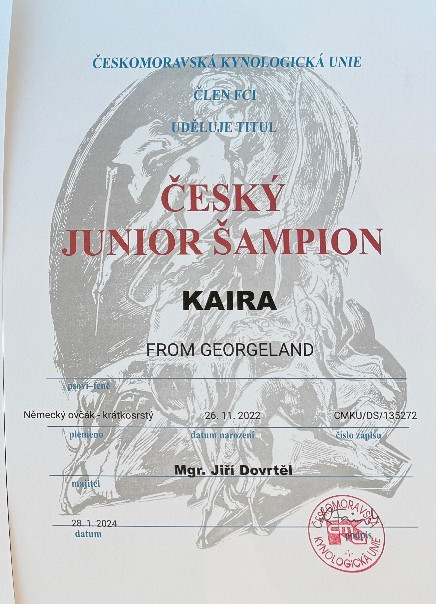 ČESKOMORAVSKÁ KYNOLOGICKÁ UNIE
ČLEN FCI
UDĚLUJE TITUL
ČESKÝ
JUNIOR ŠAMPION
KAIRA
FROM GEORGELAND
psovi–feně
Německý ovčák - krátkosrstý 26. 11. 2022 CMKU/DS/135272
plemeno datum narození číslo zápisu
Mgr. Jiří Dovrtěl
majitel
28. 1. 2024
datum podpis
ČESKOMORAVSKÁ
KYNOLOGICKÁ UNIE